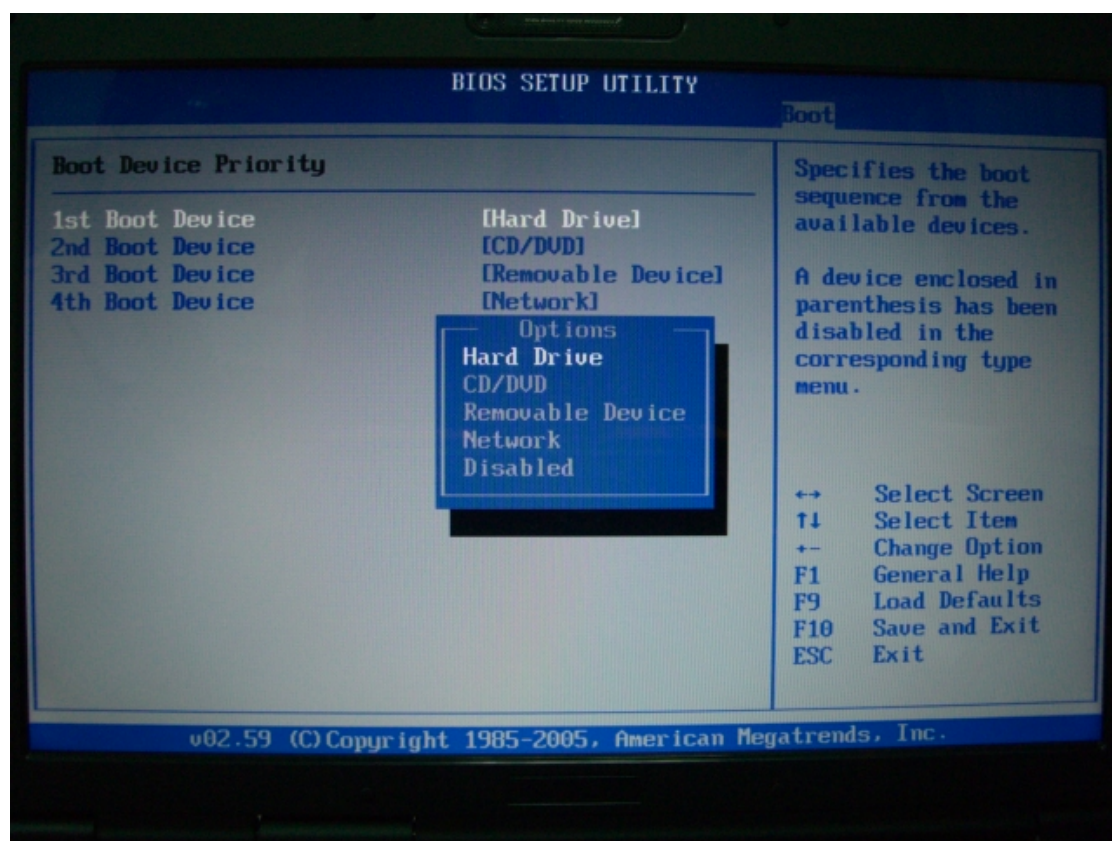 BIOS SETUP UTILITY
Boot
Boot Device Priority
1st Boot Device [Hard Drive]
2nd Boot Device [CD/DVD]
3rd Boot Device [Removable Device]
4th Boot Device [Network]
Options
Hard Drive
CD/DVD
Removable Device
Network
Disabled
Specifies the boot
sequence from the
available devices.
A device enclosed in
parenthesis has been
disabled in the
corresponding type
menu.
←→ Select Screen
↑↓ Select Item
+- Change Option
F1 General Help
F9 Load Defaults
F10 Save and Exit
ESC Exit
v02.59 (C)Copyright 1985-2005, American Megatrends, Inc.